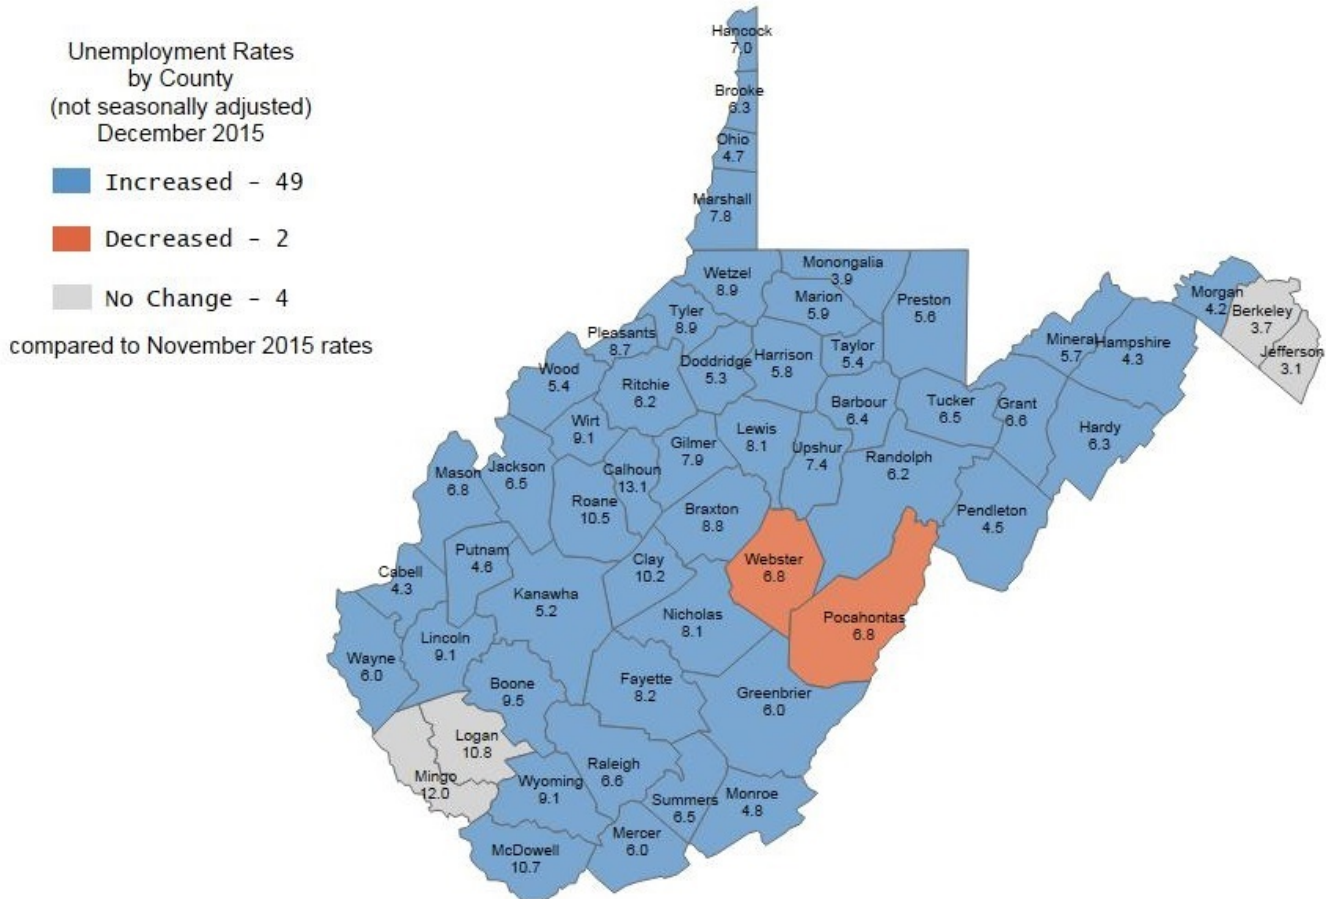 Unemployment Rates
by County
(not seasonally adjusted)
December 2015
Increased - 49
Decreased - 2
No Change - 4
compared to November 2015 rates
Hancock
7.0
Brooke
6.3
Ohio
4.7
Marshall
7.8
Wetzel
8.9
Monongalia
3.9
Marion
5.9
Preston
5.6
Morgan
4.2
Berkeley
3.7
Jefferson
3.1
Mineral
5.7
Hampshire
4.3
Tyler
8.9
Pleasants
8.7
Doddridge
5.3
Harrison
5.8
Taylor
5.4
Wood
5.4
Ritchie
6.2
Barbour
6.4
Tucker
6.5
Grant
6.6
Hardy
6.3
Wirt
9.1
Gilmer
7.9
Lewis
8.1
Upshur
7.4
Randolph
6.2
Mason
6.8
Jackson
6.5
Calhoun
13.1
Roane
10.5
Braxton
8.8
Pendleton
4.5
Putnam
4.6
Clay
10.2
Webster
6.8
Cabell
4.3
Kanawha
5.2
Nicholas
8.1
Pocahontas
6.8
Lincoln
9.1
Wayne
6.0
Boone
9.5
Fayette
8.2
Greenbrier
6.0
Logan
10.8
Mingo
12.0
Wyoming
9.1
Raleigh
6.6
Summers
6.5
Monroe
4.8
Mercer
6.0
McDowell
10.7